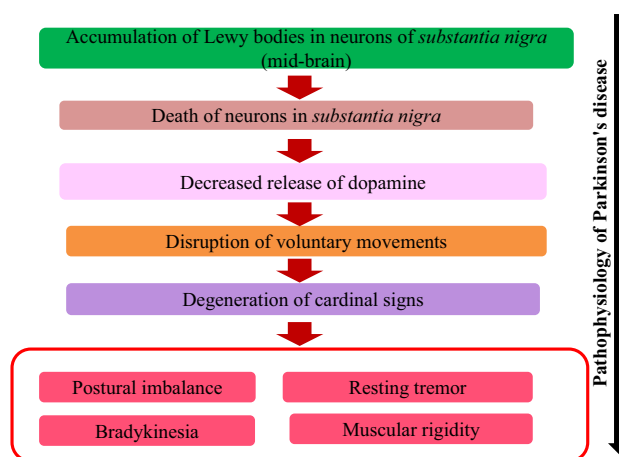 Accumulation of Lewy bodies in neurons of substantia nigra
(mid-brain)
Death of neurons in substantia nigra
Decreased release of dopamine
Disruption of voluntary movements
Degeneration of cardinal signs
Postural imbalance
Resting tremor
Bradykinesia
Muscular rigidity
Pathophysiology of Parkinson's disease